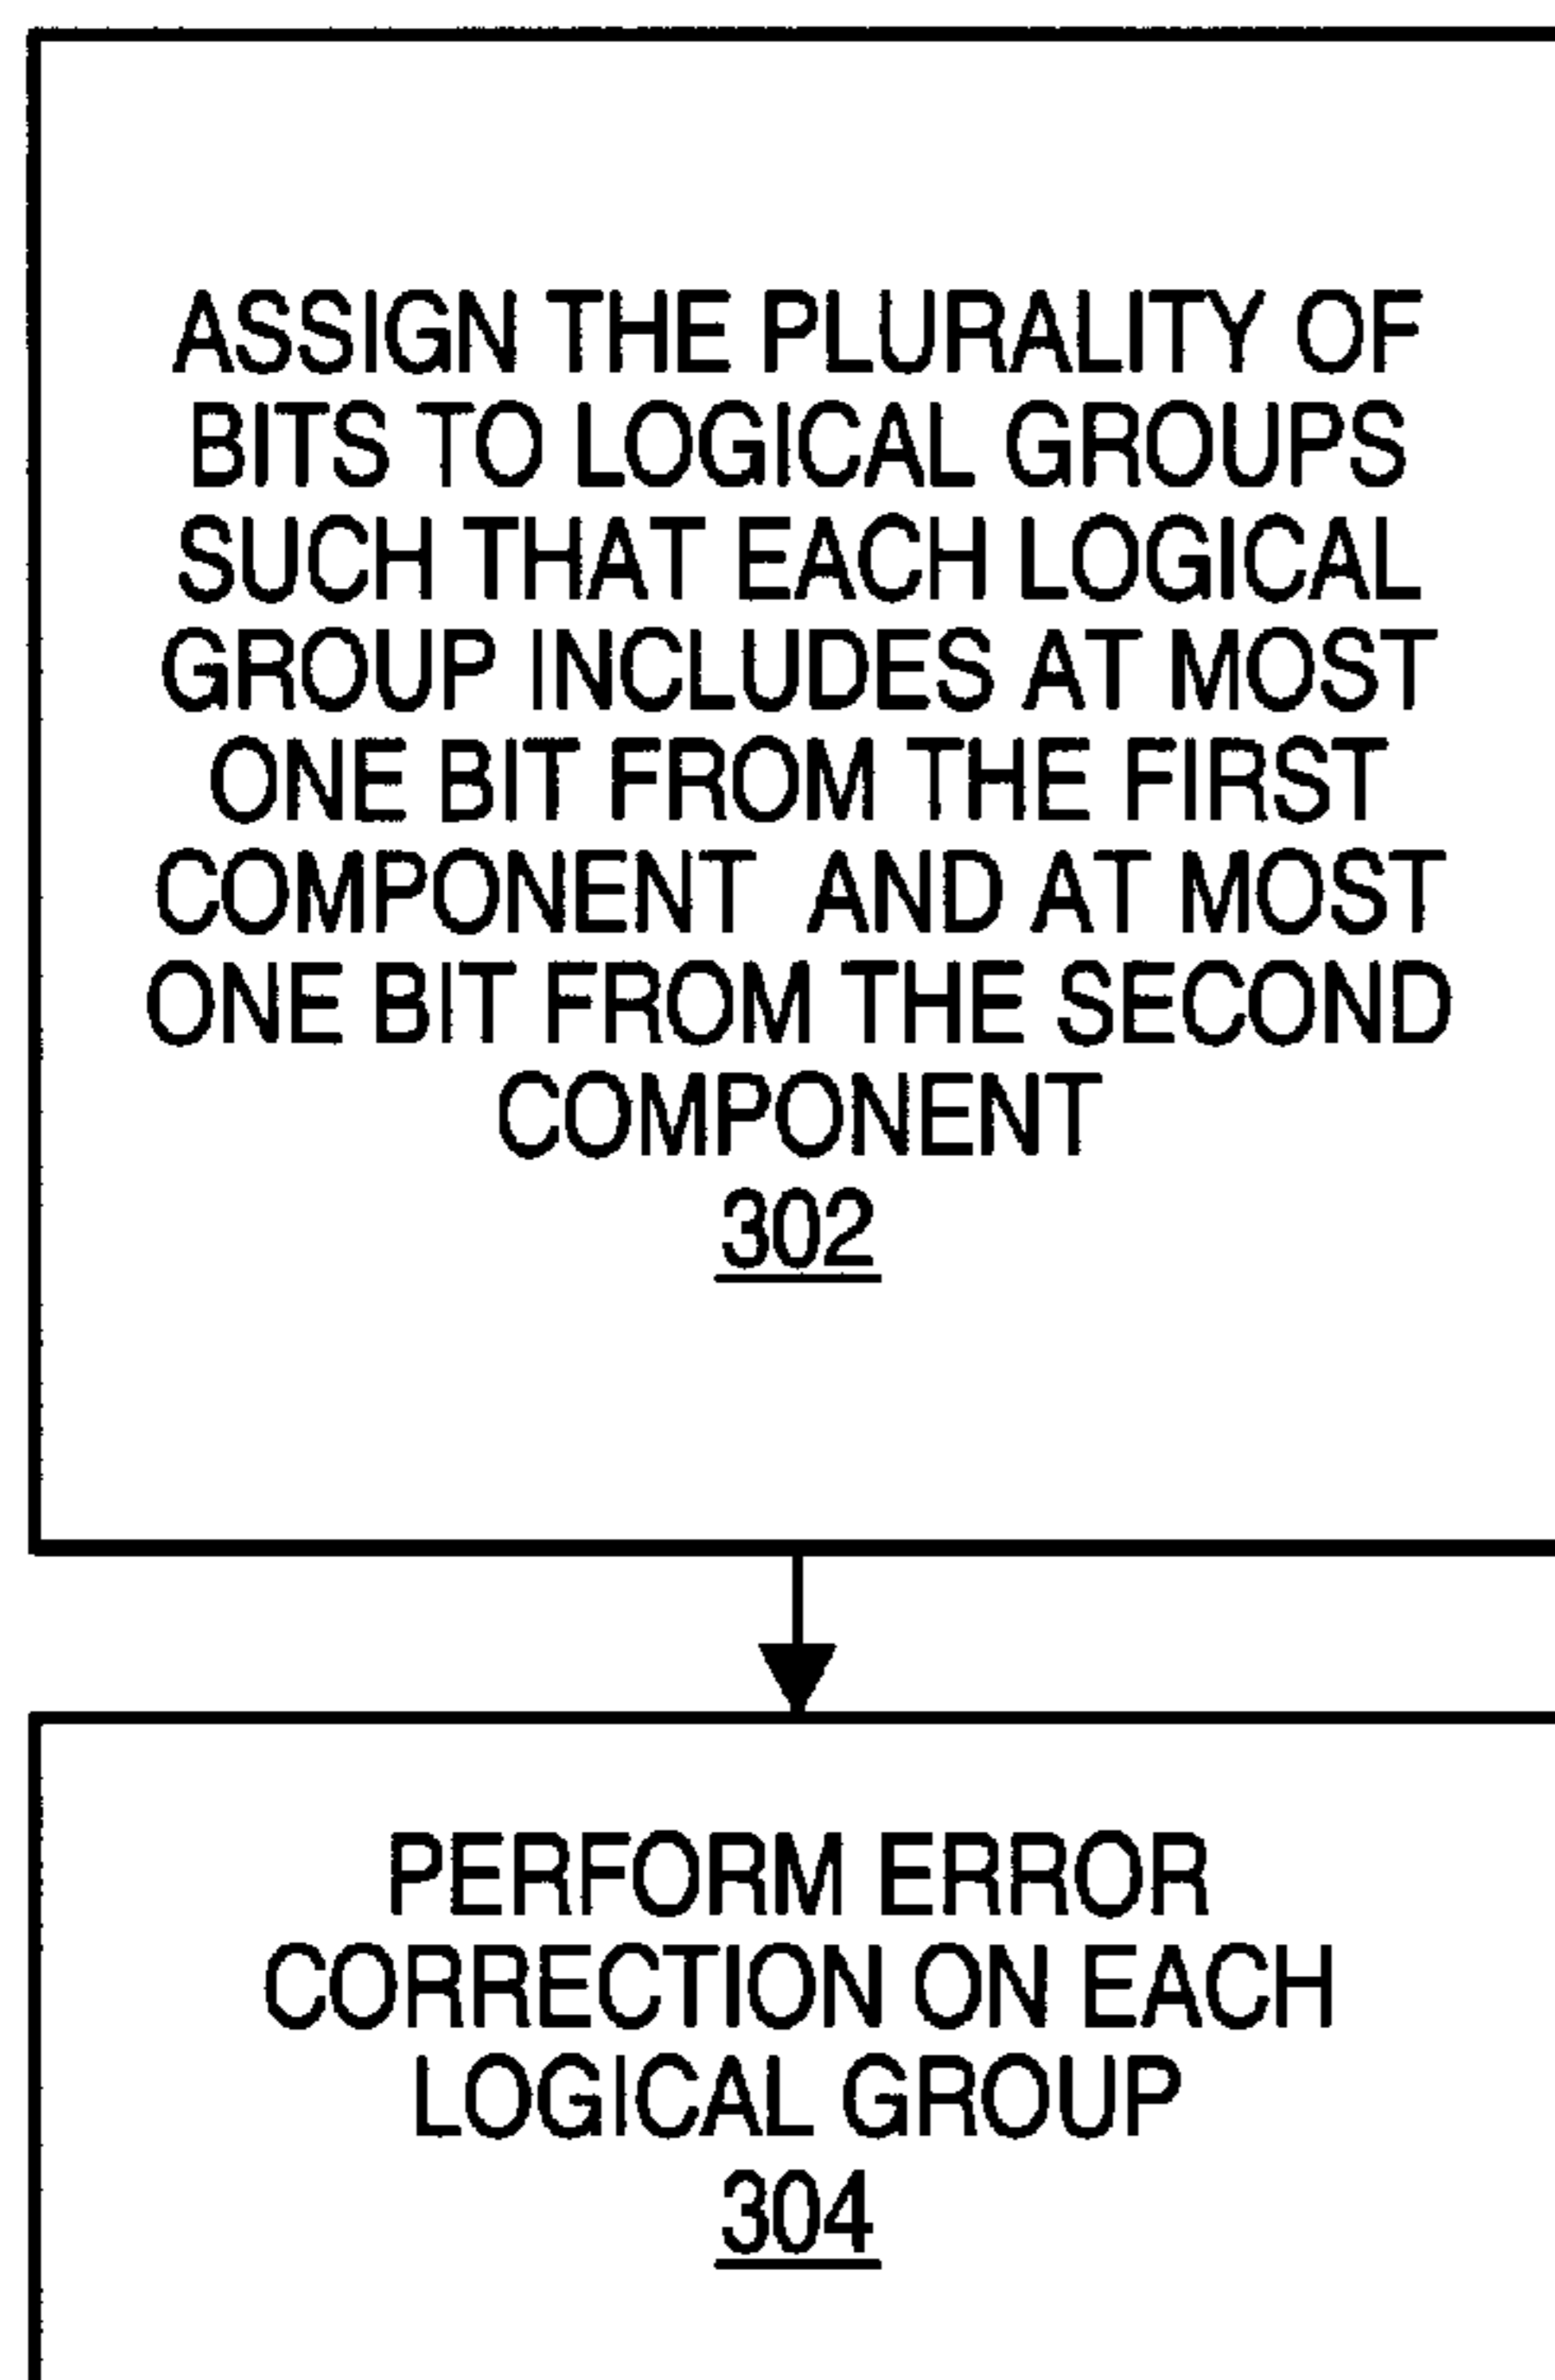 ASSIGN THE PLURALITY OF
BITS TO LOGICAL GROUPS
SUCH THAT EACH LOGICAL
GROUP INCLUDES AT MOST
ONE BIT FROM THE FIRST
COMPONENT AND AT MOST
ONE BIT FROM THE SECOND
COMPONENT
302
PERFORM ERROR
CORRECTION ON EACH
LOGICAL GROUP
304